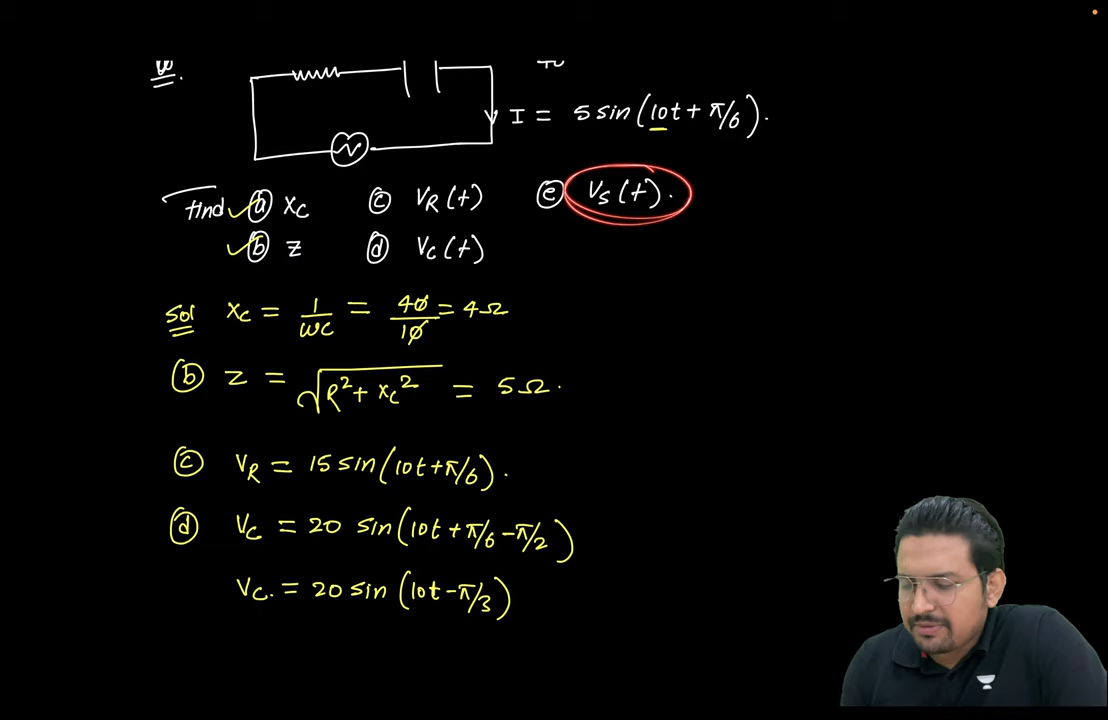 I = 5 sin(10t + π/6).
find ⓐ Xc ⓒ VR(t) ⓔ Vs(t).
ⓑ Z ⓓ Vc(t)
Sol Xc = 1/ωC = 40/10 = 4Ω
ⓑ Z = √(R² + Xc²) = 5Ω.
ⓒ VR = 15 sin(10t + π/6).
ⓓ Vc = 20 sin(10t + π/6 - π/2)
Vc. = 20 sin(10t - π/3)